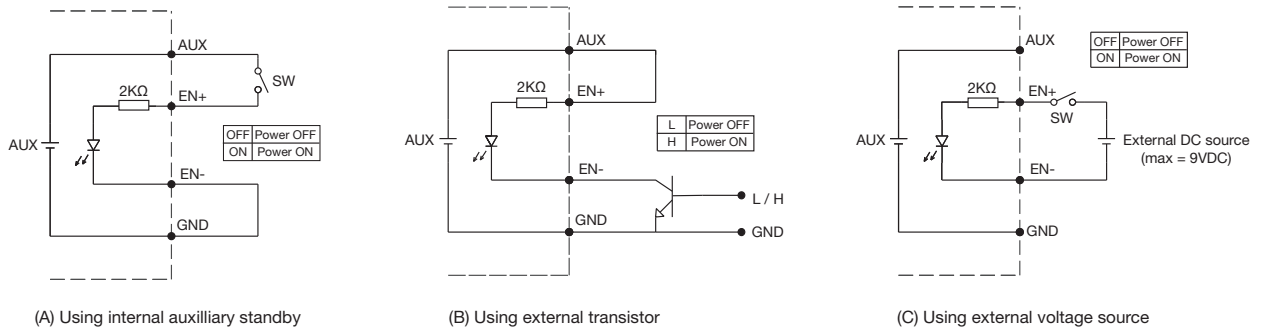 AUX
SW
2KΩ
EN+
AUX
OFF Power OFF
ON Power ON
EN-
GND
(A) Using internal auxilliary standby
AUX
2KΩ
EN+
AUX
L Power OFF
H Power ON
EN-
L / H
GND
GND
(B) Using external transistor
AUX
OFF Power OFF
ON Power ON
2KΩ
EN+
SW
AUX
External DC source
(max = 9VDC)
EN-
GND
(C) Using external voltage source